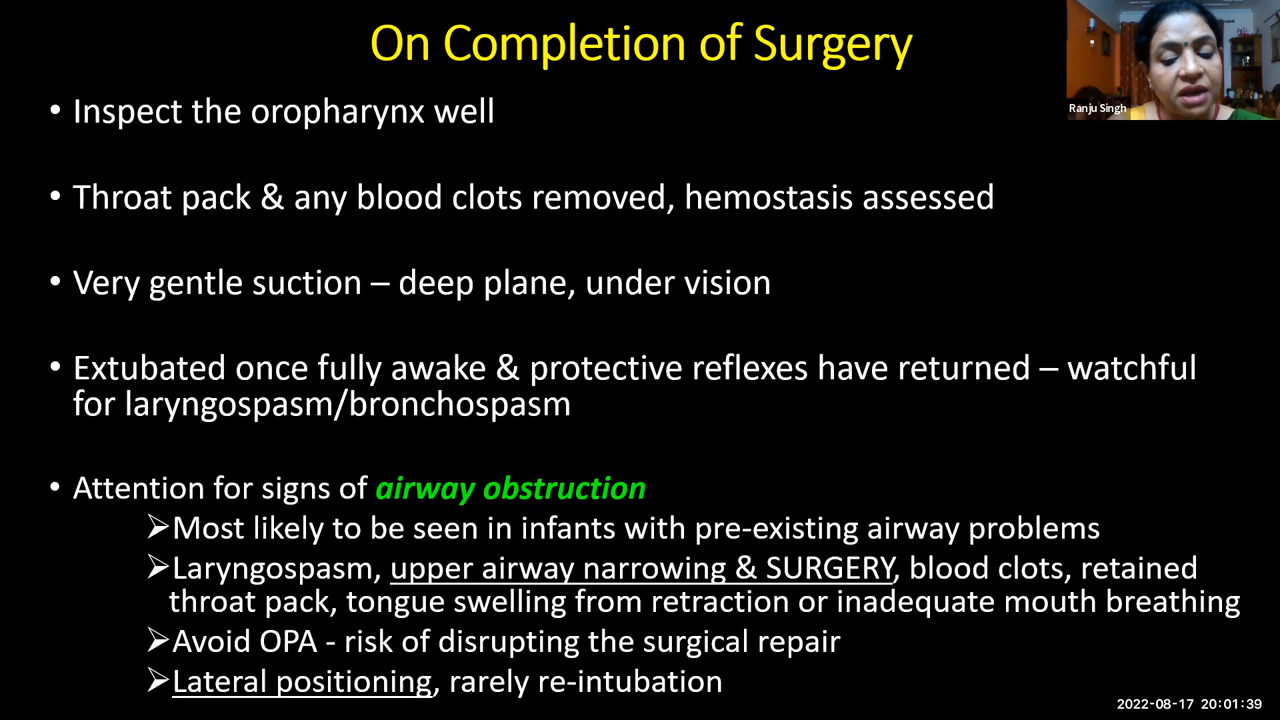 On Completion of Surgery
Ranju Singh
• Inspect the oropharynx well
• Throat pack & any blood clots removed, hemostasis assessed
• Very gentle suction – deep plane, under vision
• Extubated once fully awake & protective reflexes have returned – watchful
for laryngospasm/bronchospasm
• Attention for signs of airway obstruction
➢Most likely to be seen in infants with pre-existing airway problems
➢Laryngospasm, upper airway narrowing & SURGERY, blood clots, retained
throat pack, tongue swelling from retraction or inadequate mouth breathing
➢Avoid OPA - risk of disrupting the surgical repair
➢Lateral positioning, rarely re-intubation
2022-08-17 20:01:39